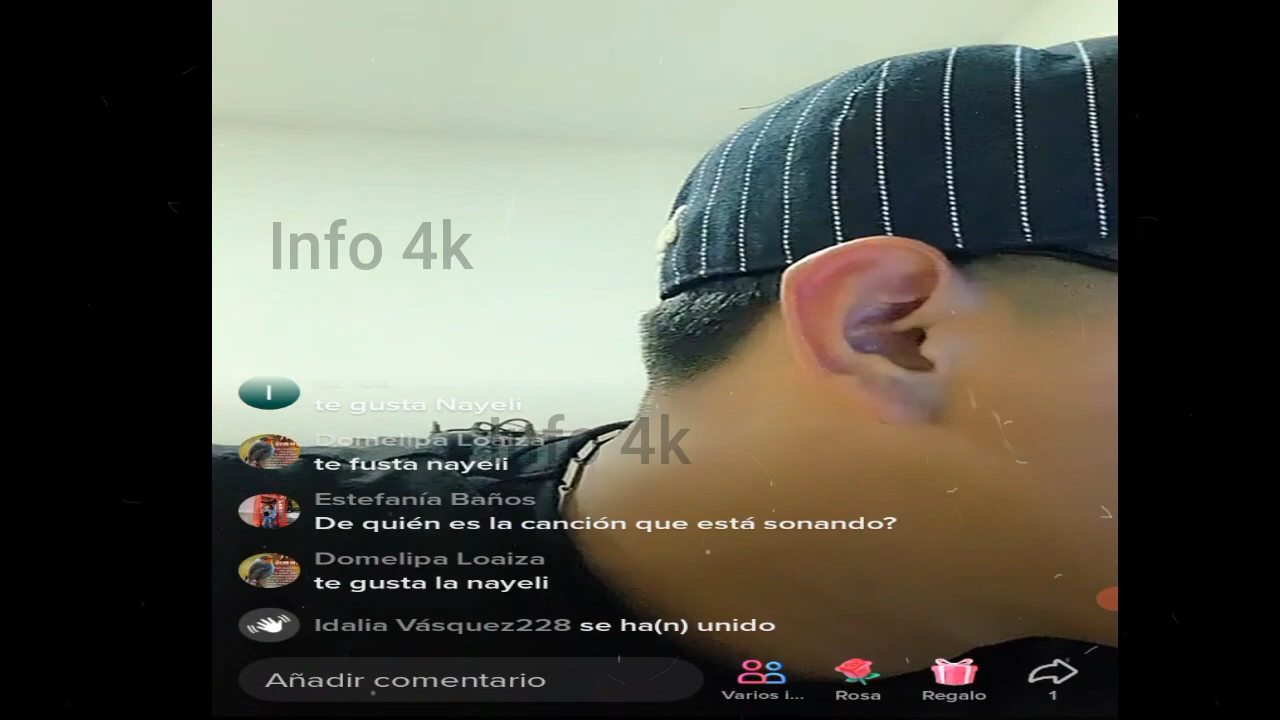 Info 4k
I
te gusta Nayeli
Domelipa Loaiza
Info 4k
te fusta nayeli
Estefanía Baños
De quién es la canción que está sonando?
Domelipa Loaiza
te gusta la nayeli
Idalia Vásquez228 se ha(n) unido
Añadir comentario
Varios i...
Rosa
Regalo
1